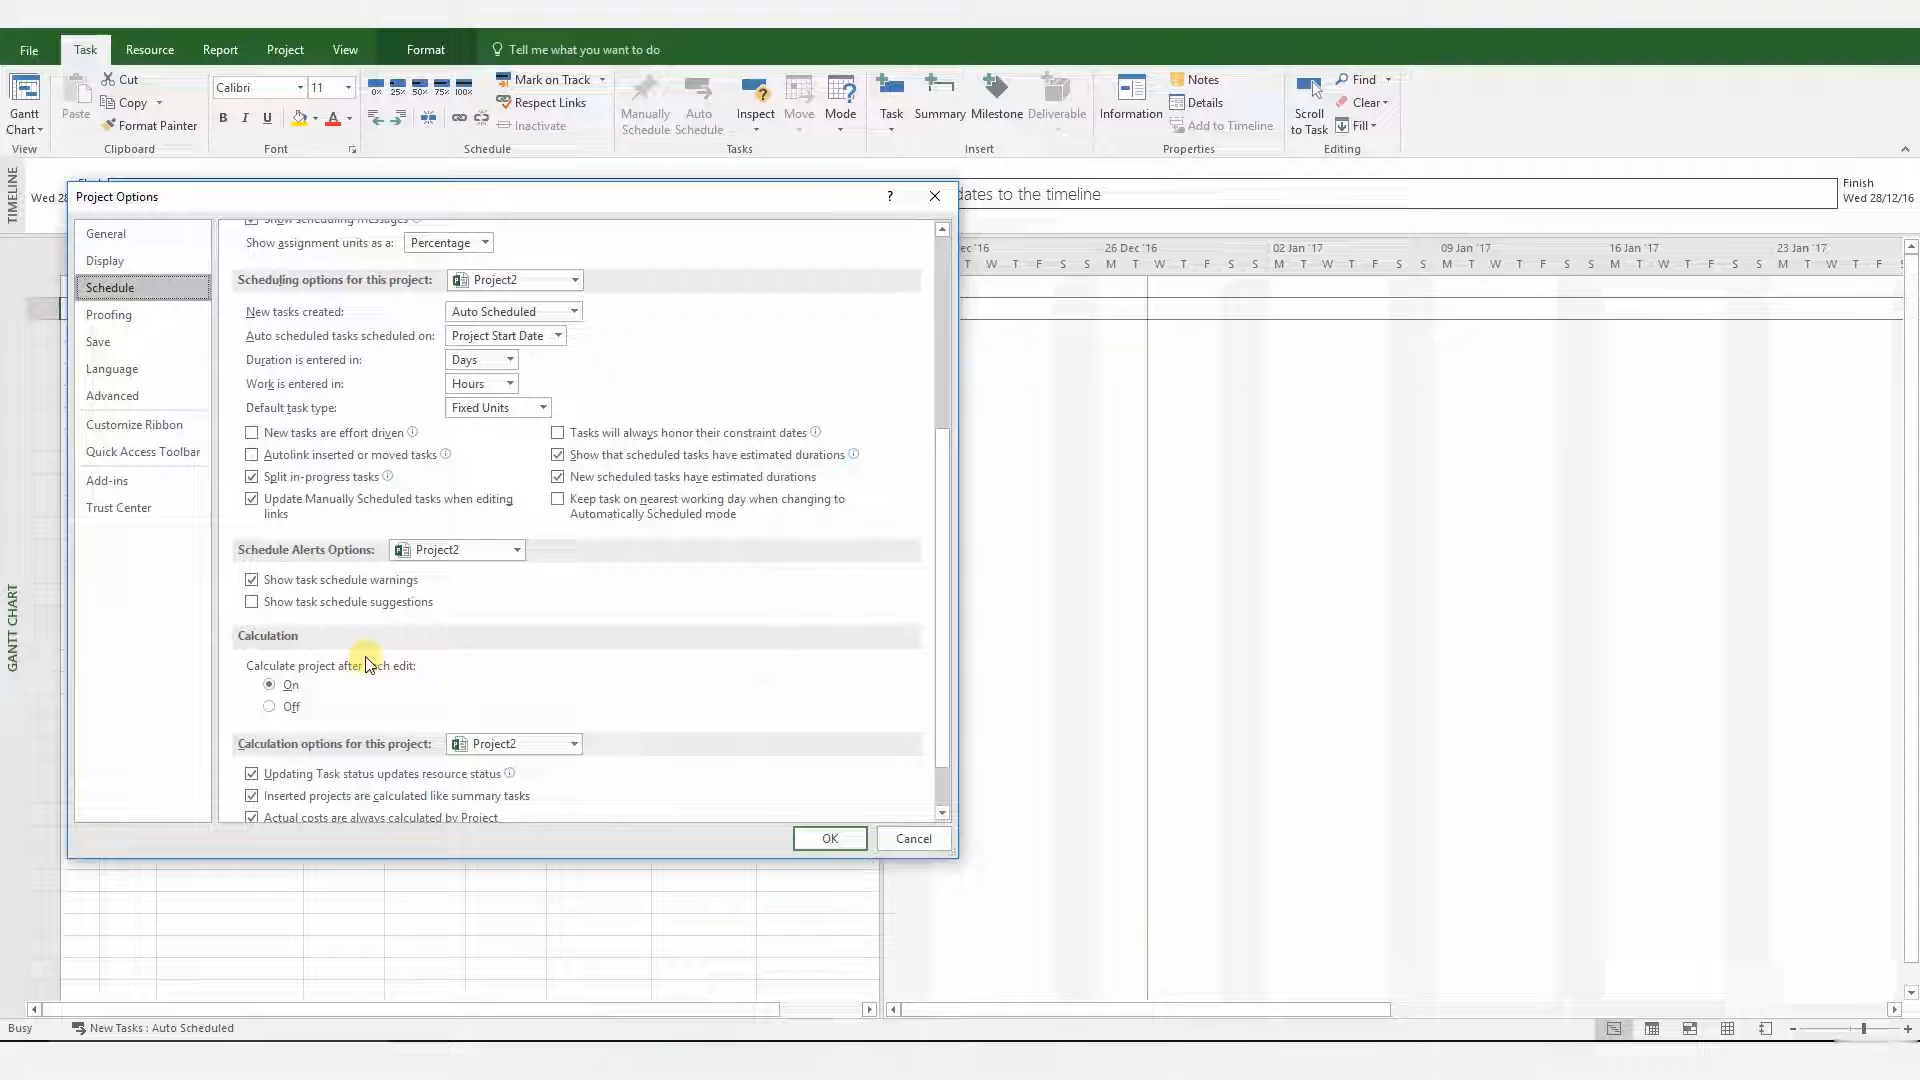 File Task Resource Report Project View Format Tell me what you want to do
Gantt Chart
View
Paste
Cut
Copy
Format Painter
Clipboard
Calibri 11
B I U A
Font
0% 25% 50% 75% 100%
Mark on Track
Respect Links
Inactivate
Schedule
Manually Schedule
Auto Schedule
Inspect
Move
Mode
Tasks
Task
Summary
Milestone
Deliverable
Insert
Information
Notes
Details
Add to Timeline
Properties
Scroll to Task
Find
Clear
Fill
Editing
TIMELINE
Wed 28
dates to the timeline
Finish
Wed 28/12/16
Project Options ?
General
Display
Schedule
Proofing
Save
Language
Advanced
Customize Ribbon
Quick Access Toolbar
Add-ins
Trust Center
Show scheduling messages
Show assignment units as a: Percentage
Scheduling options for this project: Project2
New tasks created: Auto Scheduled
Auto scheduled tasks scheduled on: Project Start Date
Duration is entered in: Days
Work is entered in: Hours
Default task type: Fixed Units
New tasks are effort driven
Autolink inserted or moved tasks
Split in-progress tasks
Update Manually Scheduled tasks when editing
links
Tasks will always honor their constraint dates
Show that scheduled tasks have estimated durations
New scheduled tasks have estimated durations
Keep task on nearest working day when changing to
Automatically Scheduled mode
Schedule Alerts Options: Project2
Show task schedule warnings
Show task schedule suggestions
Calculation
Calculate project after each edit:
On
Off
Calculation options for this project: Project2
Updating Task status updates resource status
Inserted projects are calculated like summary tasks
Actual costs are always calculated by Project
OK Cancel
ec '16 26 Dec '16 02 Jan '17 09 Jan '17 16 Jan '17 23 Jan '17
T W T F S S M T W T F S S M T W T F S S M T W T F S S M T W T F S S M T W T F S
GANTT CHART
Busy New Tasks : Auto Scheduled